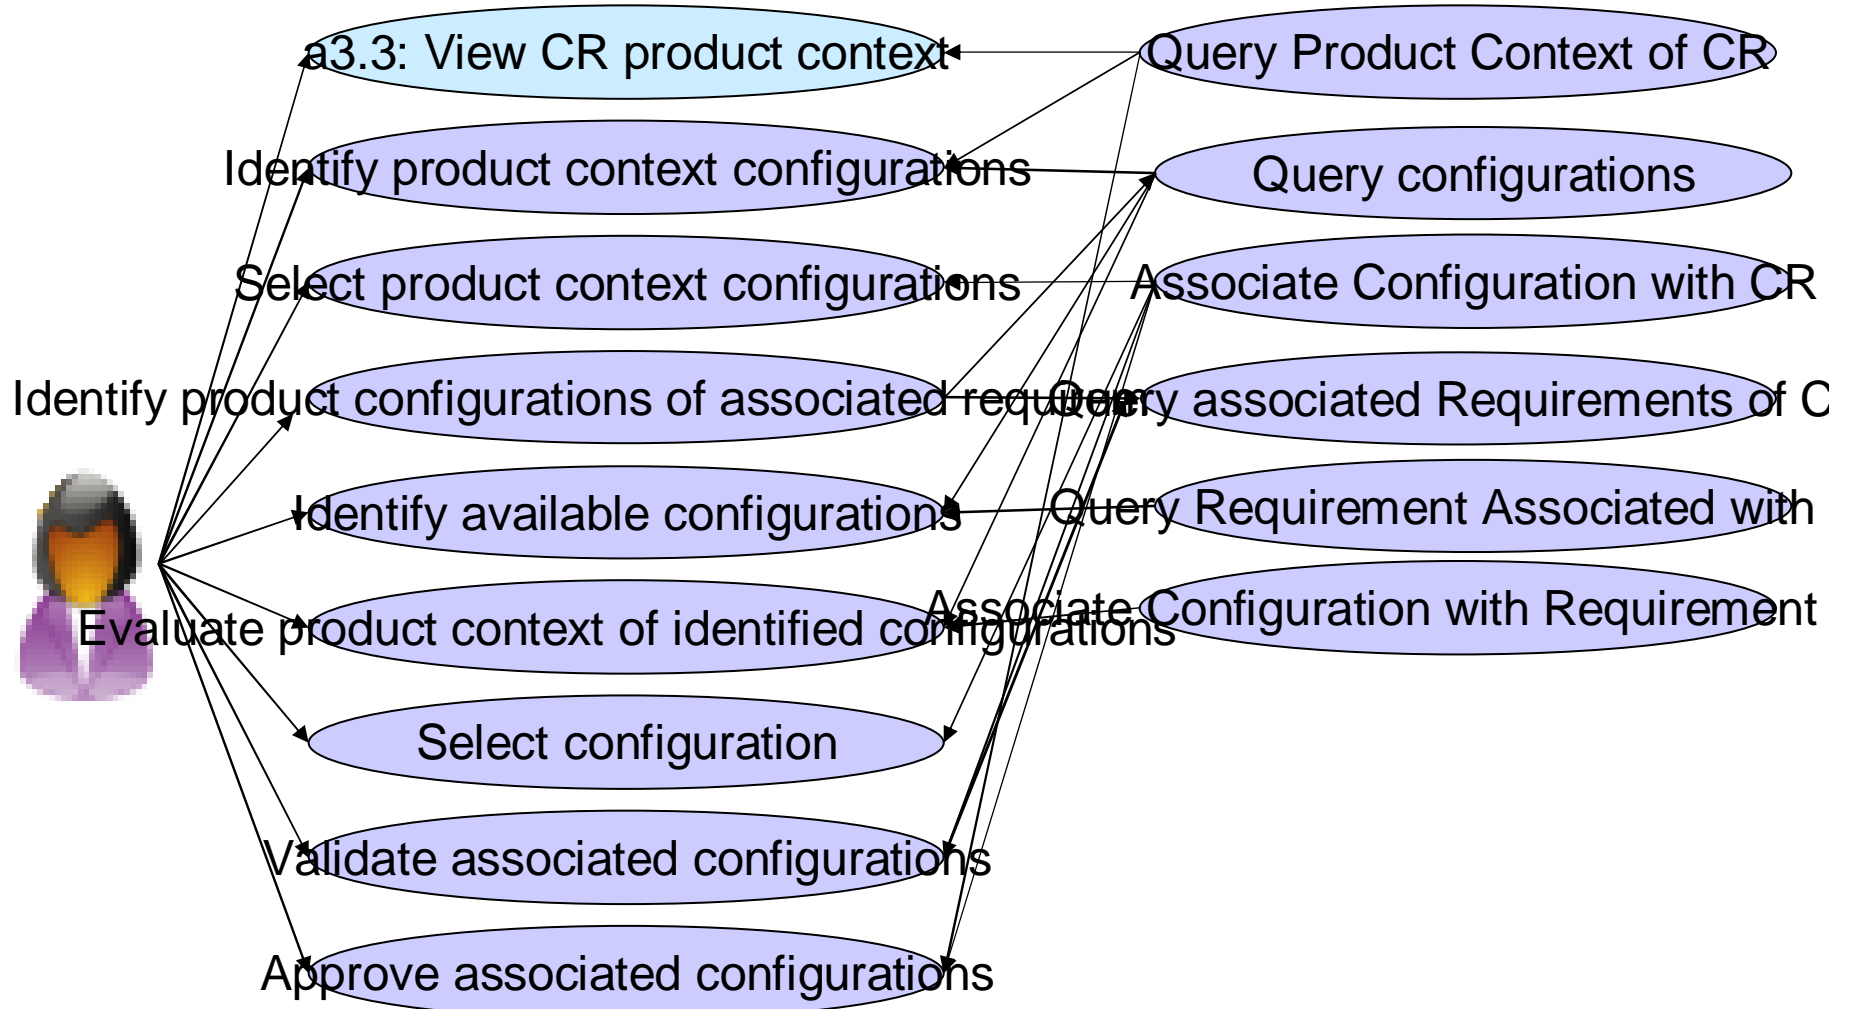 a3.3: View CR product context
Query Product Context of CR
Identify product context configurations
Query configurations
Select product context configurations
Associate Configuration with CR
Identify product configurations of associated
Query associated Requirements of C
Identify available configurations
Query Requirement Associated with
Evaluate product context of identified configurations
Associate Configuration with Requirement
Select configuration
Validate associated configurations
Approve associated configurations